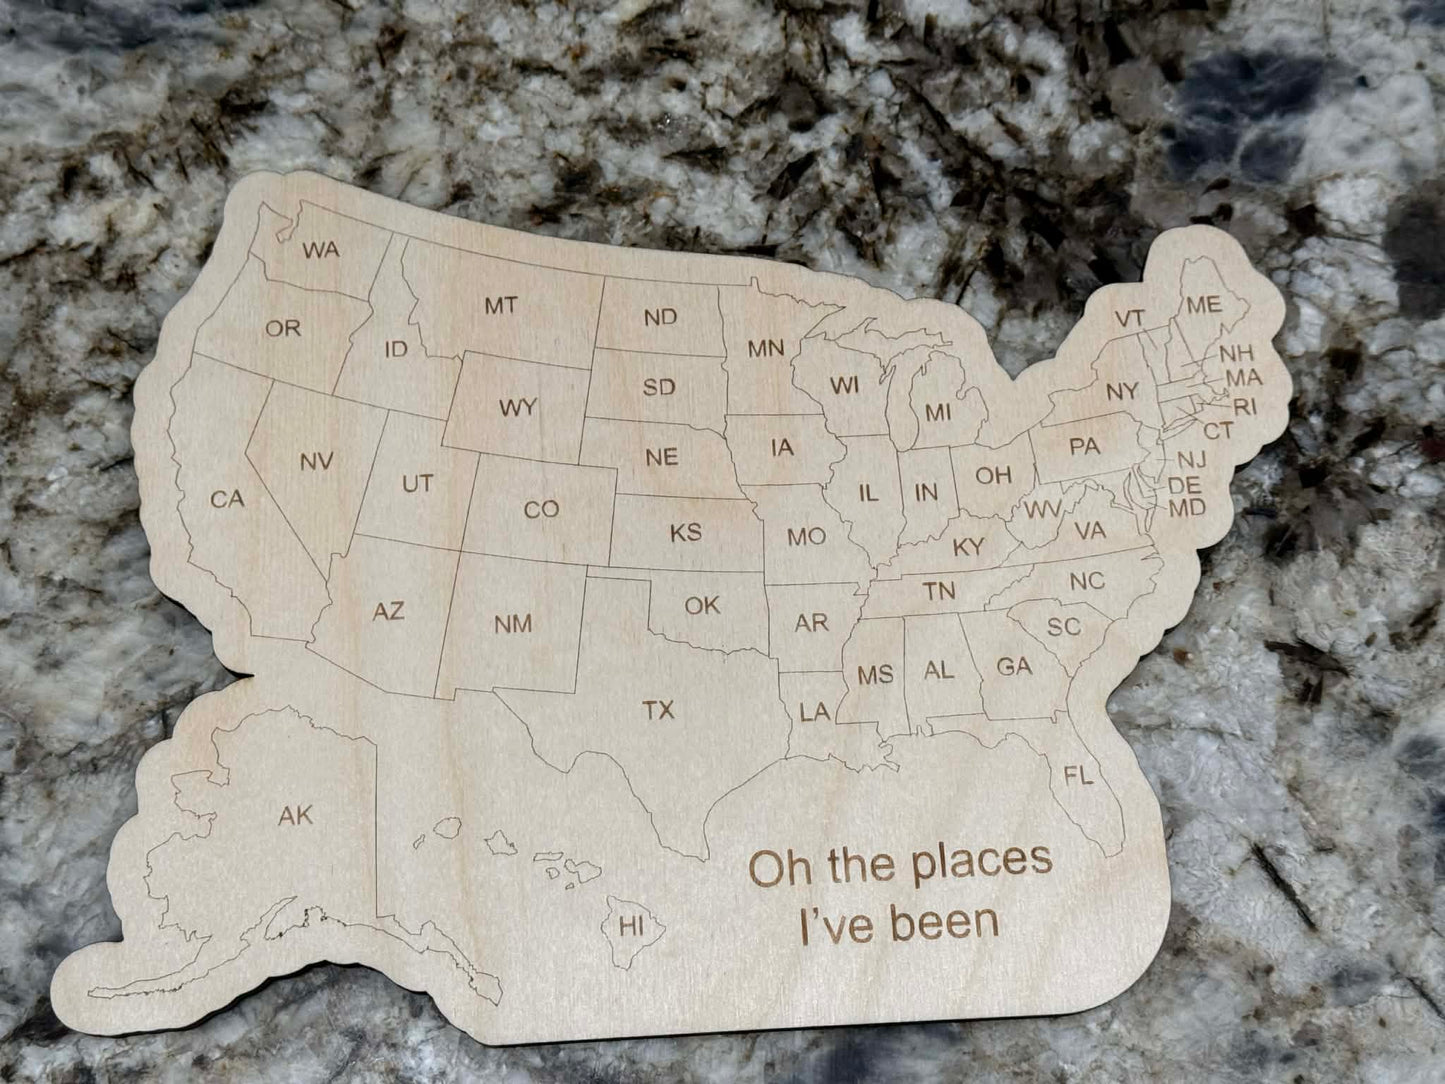 WA
MT
ND
MN
VT
ME
OR
ID
SD
WI
MI
NY
NH
MA
RI
CT
WY
NE
IA
PA
NJ
DE
MD
NV
UT
CA
CO
KS
MO
IL
IN
OH
WV
VA
KY
AZ
NM
OK
AR
TN
NC
SC
TX
LA
MS
AL
GA
FL
AK
HI
Oh the places
I've been